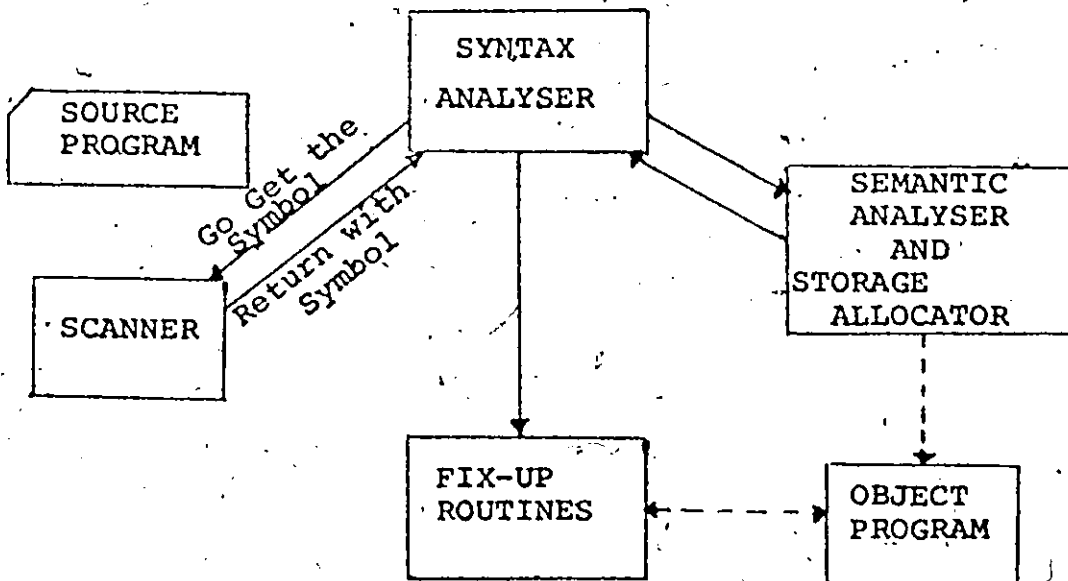 SYNTAX
ANALYSER
SOURCE
PROGRAM
Go Get the
Symbol
Return with
Symbol
SCANNER
SEMANTIC
ANALYSER
AND
STORAGE
ALLOCATOR
FIX-UP
ROUTINES
OBJECT
PROGRAM